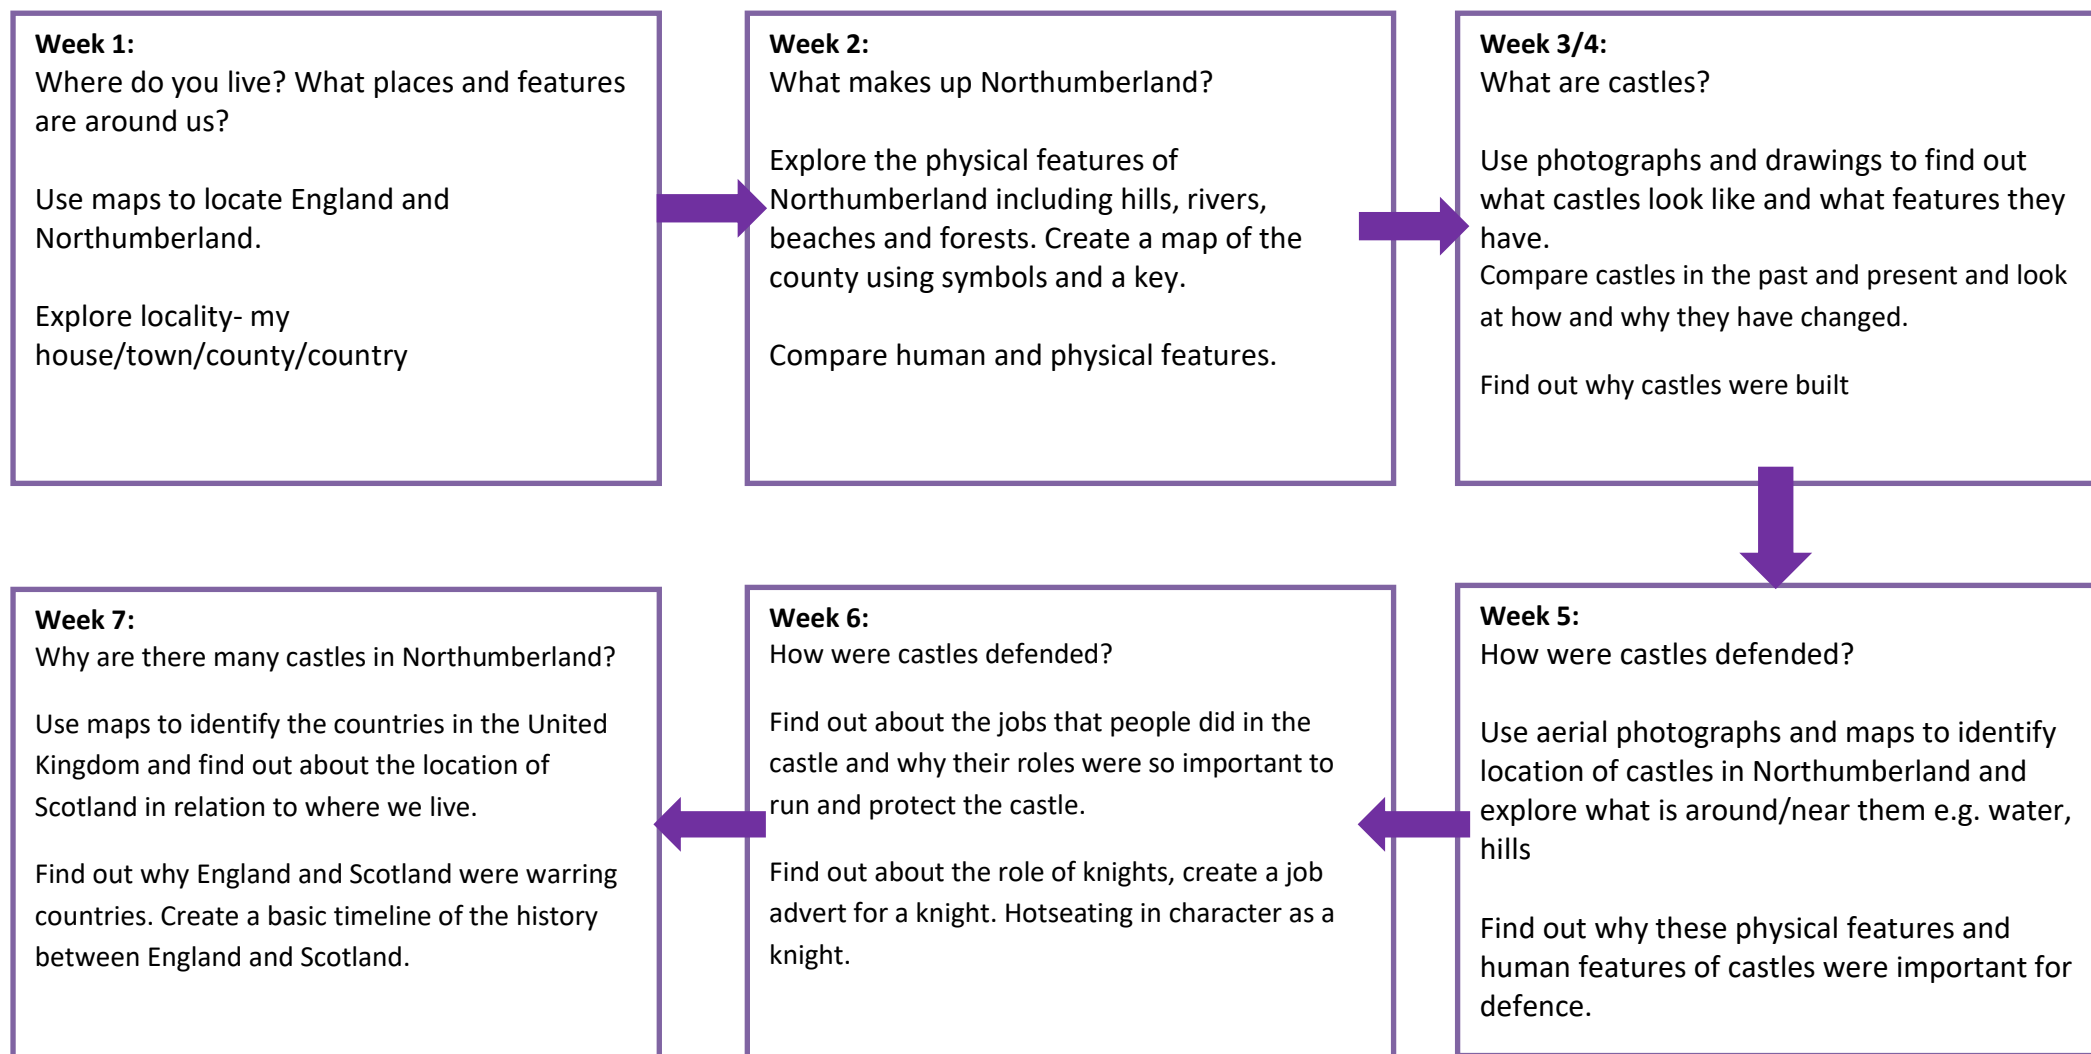 Week 1:
Where do you live? What places and features
are around us?
Use maps to locate England and
Northumberland.
Explore locality- my
house/town/county/country
Week 2:
What makes up Northumberland?
Explore the physical features of
Northumberland including hills, rivers,
beaches and forests. Create a map of the
county using symbols and a key.
Compare human and physical features.
Week 3/4:
What are castles?
Use photographs and drawings to find out
what castles look like and what features they
have.
Compare castles in the past and present and look
at how and why they have changed.
Find out why castles were built
Week 5:
How were castles defended?
Use aerial photographs and maps to identify
location of castles in Northumberland and
explore what is around/near them e.g. water,
hills
Find out why these physical features and
human features of castles were important for
defence.
Week 6:
How were castles defended?
Find out about the jobs that people did in the
castle and why their roles were so important to
run and protect the castle.
Find out about the role of knights, create a job
advert for a knight. Hotseating in character as a
knight.
Week 7:
Why are there many castles in Northumberland?
Use maps to identify the countries in the United
Kingdom and find out about the location of
Scotland in relation to where we live.
Find out why England and Scotland were warring
countries. Create a basic timeline of the history
between England and Scotland.